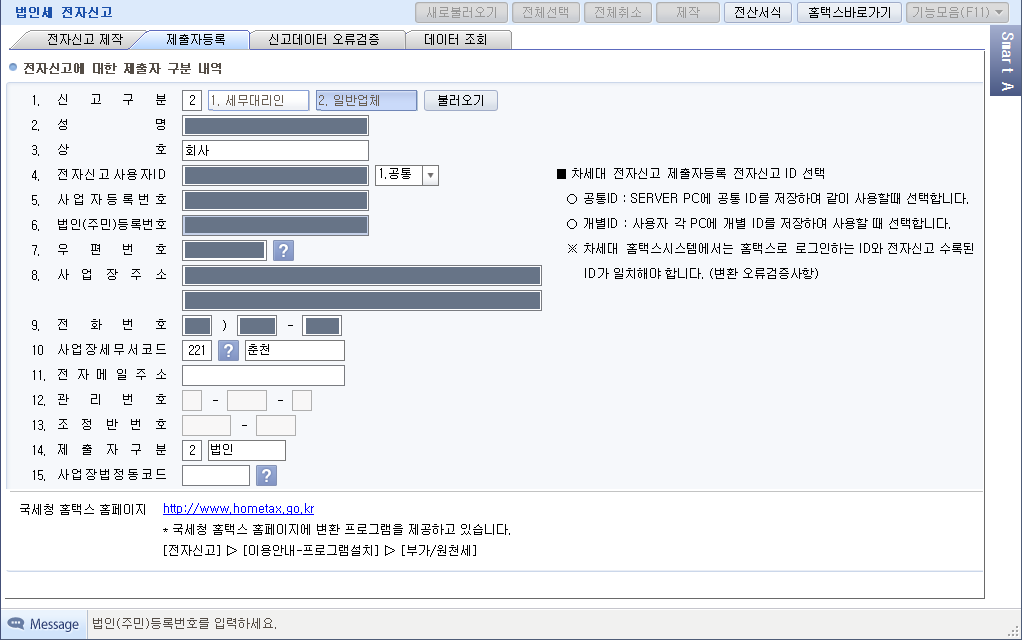 법인세 전자신고
새로불러오기 전체선택 전체취소 제작 전산서식 홈택스바로가기 기능모음(F11)
전자신고 제작 제출자등록 신고데이터 오류검증 데이터 조회
Smart A
전자신고에 대한 제출자 구분 내역
1. 신 고 구 분 2 1. 세무대리인 2. 일반업체 불러오기
2. 성 명
3. 상 호 회사
4. 전자신고사용자ID 1.공통
■ 차세대 전자신고 제출자등록 전자신고 ID 선택
5. 사업자등록번호
○ 공통ID : SERVER PC에 공통 ID를 저장하여 같이 사용할때 선택합니다.
6. 법인(주민)등록번호
○ 개별ID : 사용자 각 PC에 개별 ID를 저장하여 사용할 때 선택합니다.
7. 우 편 번 호 ?
※ 차세대 홈택스시스템에서는 홈택스로 로그인하는 ID와 전자신고 수록된
8. 사 업 장 주 소
ID가 일치해야 합니다. (변환 오류검증사항)
9. 전 화 번 호 ) -
10 사업장세무서코드 221 ? 춘천
11. 전 자 메 일 주 소
12. 관 리 번 호 - -
13. 조 정 반 번 호 -
14. 제 출 자 구 분 2 법인
15. 사업장법정동코드 ?
국세청 홈택스 홈페이지 http://www.hometax.go.kr
* 국세청 홈택스 홈페이지에 변환 프로그램을 제공하고 있습니다.
[전자신고] ▷ [이용안내-프로그램설치] ▷ [부가/원천세]
Message 법인(주민)등록번호를 입력하세요.